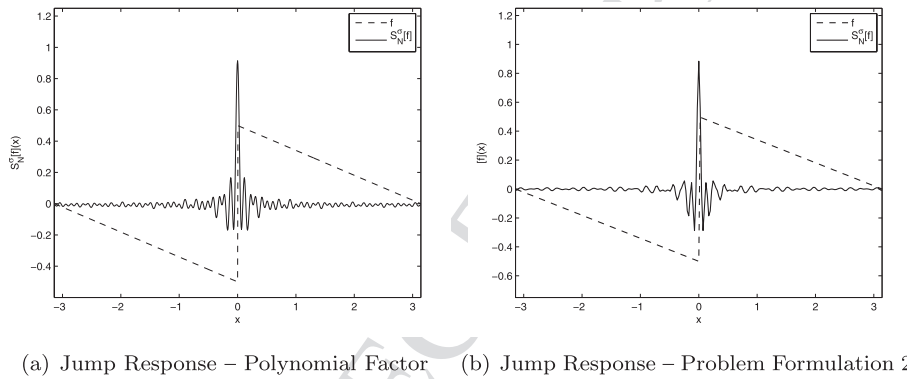 1.2
1
0.8
0.6
0.4
0.2
0
−0.2
−0.4
S_N^σ[f](x)
−3 −2 −1 0 1 2 3
x
f
S_N^σ[f]
1.2
1
0.8
0.6
0.4
0.2
0
−0.2
−0.4
−0.6
[f](x)
−3 −2 −1 0 1 2 3
x
f
S_N^σ[f]
(a) Jump Response – Polynomial Factor
(b) Jump Response – Problem Formulation 2